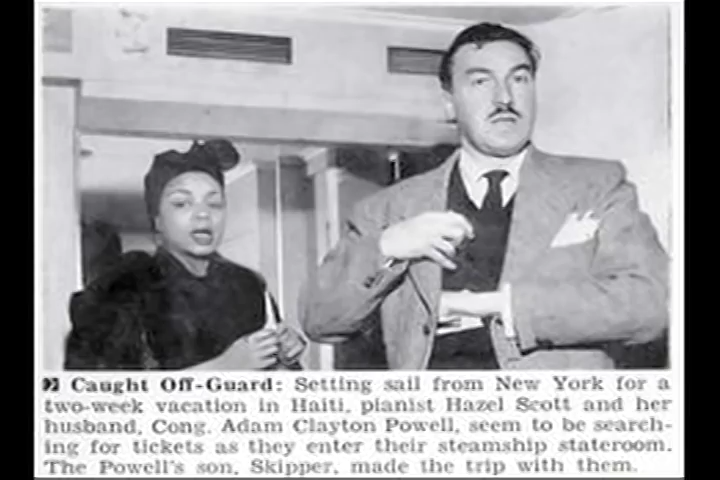 Caught Off-Guard: Setting sail from New York for a
two-week vacation in Haiti, pianist Hazel Scott and her
husband, Cong. Adam Clayton Powell, seem to be search-
ing for tickets as they enter their steamship stateroom.
The Powell's son, Skipper, made the trip with them.